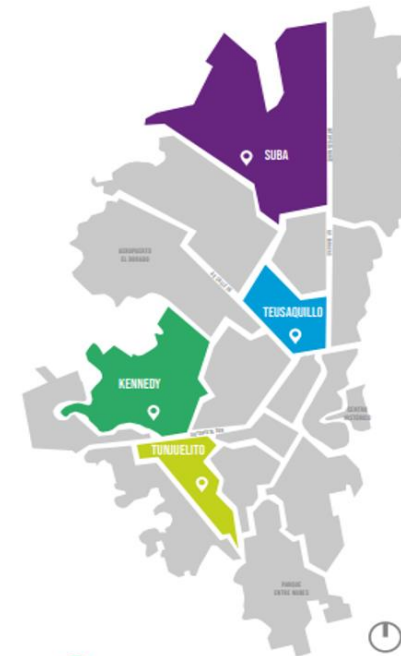 SUBA
AEROPUERTO
EL DORADO
TEUSAQUILLO
KENNEDY
CENTRO
HISTÓRICO
TUNJUELITO
PARQUE
ENTRE NUBES